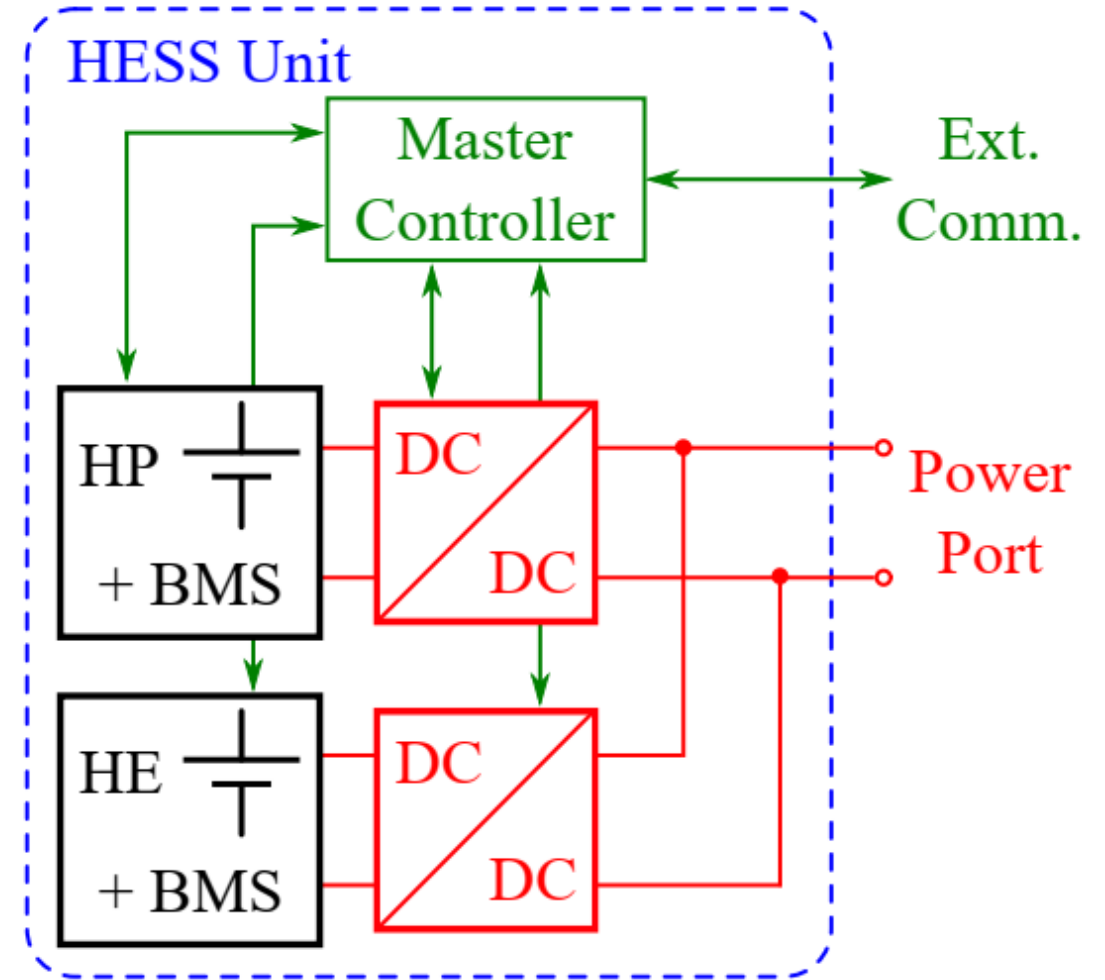 HESS Unit
Master
Controller
Ext.
Comm.
HP
+ BMS
DC
DC
Power
Port
HE
+ BMS
DC
DC